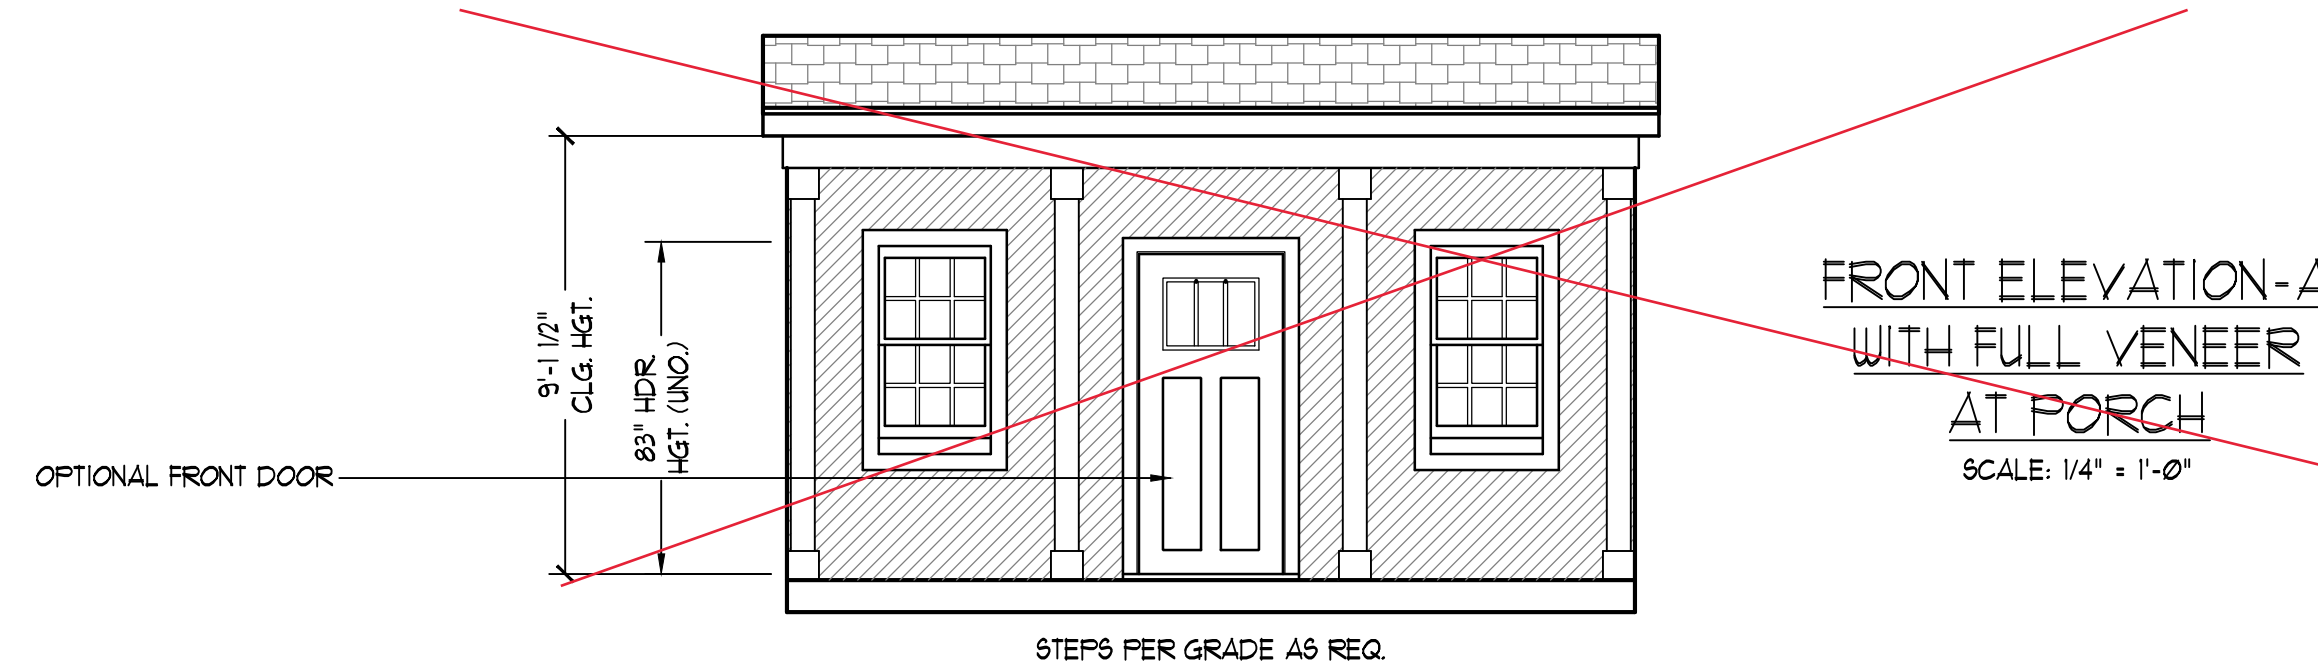 9'-1 1/2"
CLG. HGT.
83" HDR.
HGT. (UNO.)
OPTIONAL FRONT DOOR
FRONT ELEVATION-A
WITH FULL VENEER
AT PORCH
SCALE: 1/4" = 1'-0"
STEPS PER GRADE AS REQ.